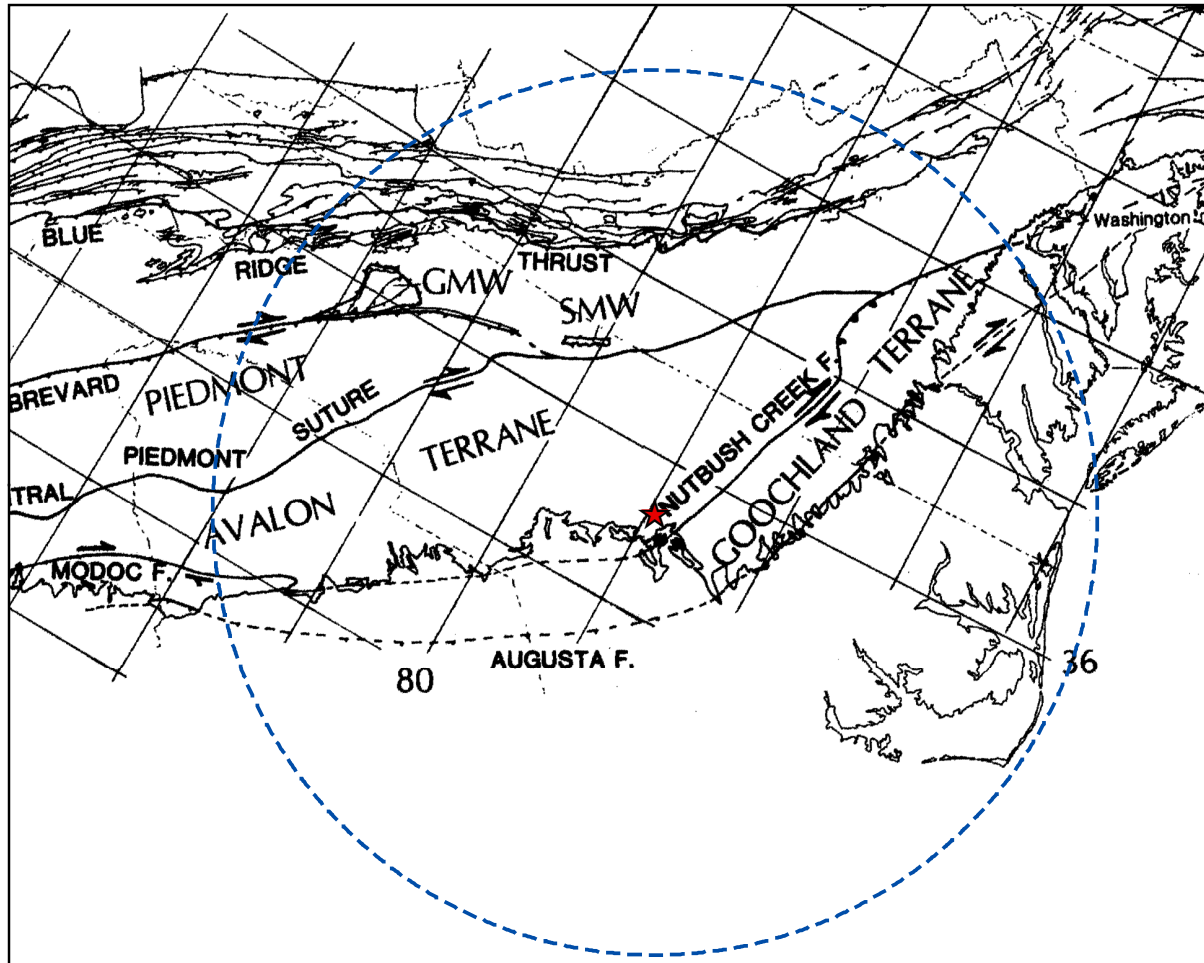 Washington
BLUE
RIDGE
THRUST
GMW
SMW
BREVARD
PIEDMONT
SUTURE
PIEDMONT
TRAL
TERRANE
AVALON
NUTBUSH CREEK F.
GOOCHLAND TERRANE
MODOC F.
AUGUSTA F.
80
36